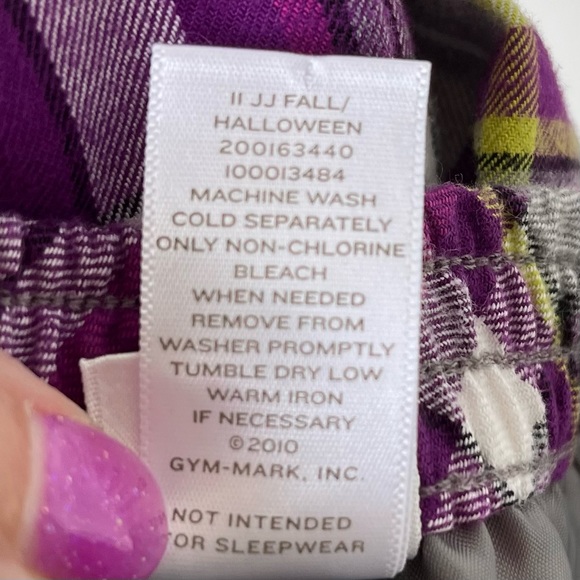 11 JJ FALL/
HALLOWEEN
200163440
100013484
MACHINE WASH
COLD SEPARATELY
ONLY NON-CHLORINE
BLEACH
WHEN NEEDED
REMOVE FROM
WASHER PROMPTLY
TUMBLE DRY LOW
WARM IRON
IF NECESSARY
©2010
GYM-MARK, INC.
NOT INTENDED
FOR SLEEPWEAR